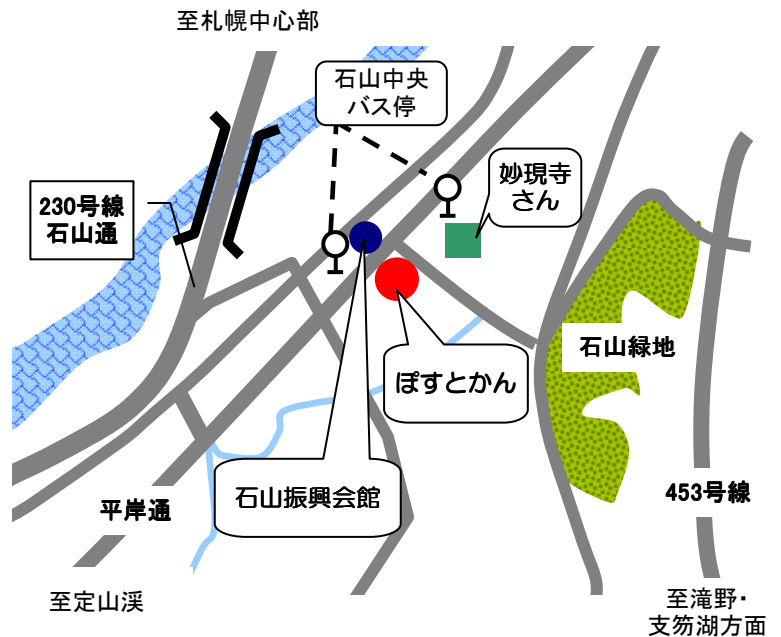 至札幌中心部
石山中央
バス停
妙現寺
さん
230号線
石山通
石山緑地
ぽすとかん
石山振興会館
453号線
平岸通
至定山渓
至滝野・
支笏湖方面